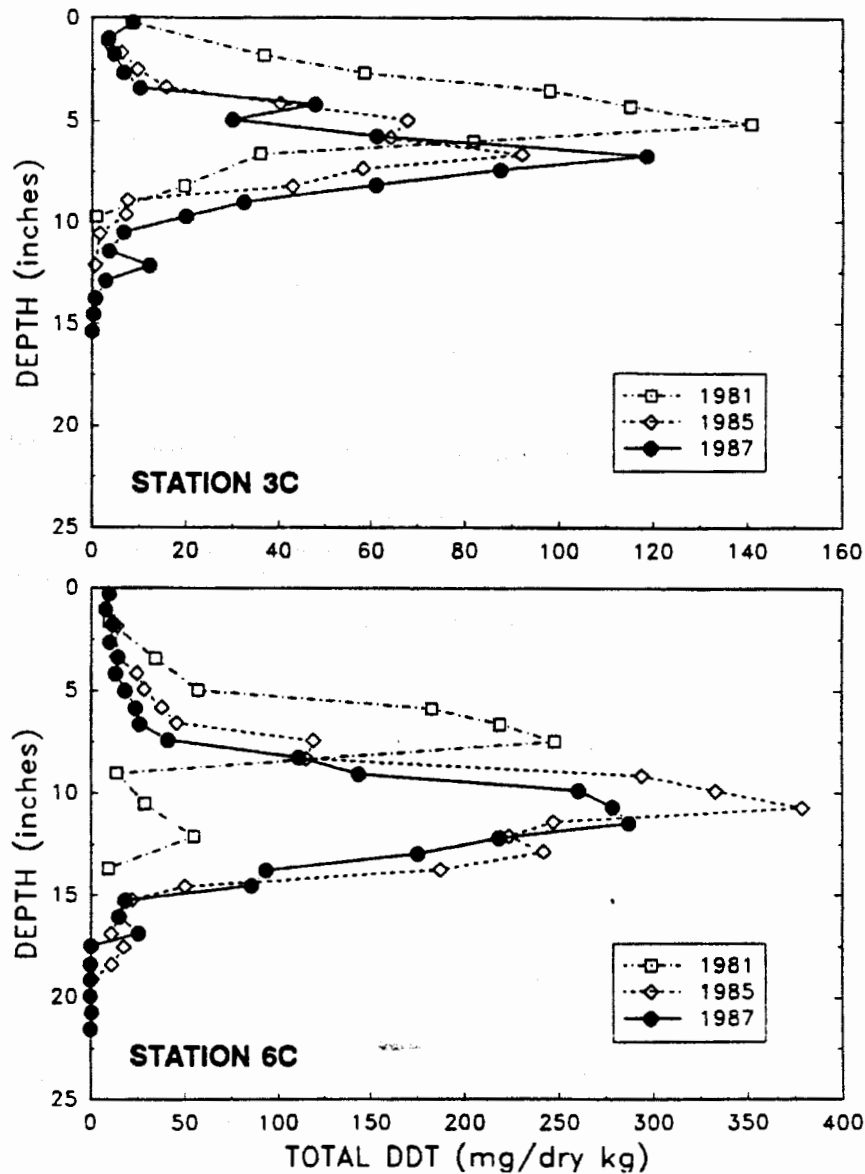 0
5
10
15
20
25
DEPTH (inches)
1981
1985
1987
STATION 3C
0 20 40 60 80 100 120 140 160
0
5
10
15
20
25
DEPTH (inches)
1981
1985
1987
STATION 6C
0 50 100 150 200 250 300 350 400
TOTAL DDT (mg/dry kg)